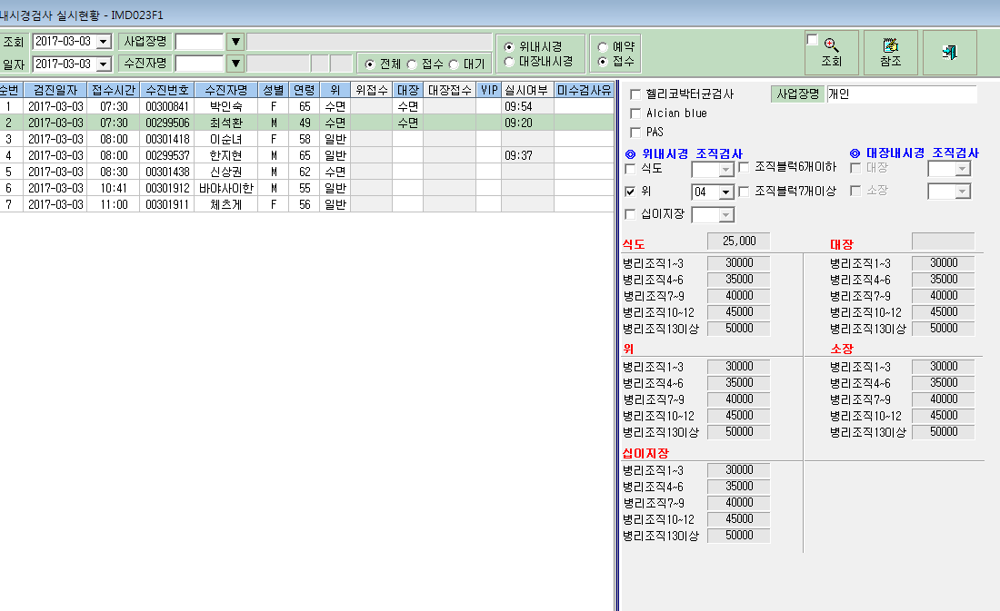 내시경검사 실시현황 - IMD023F1
조회 2017-03-03 사업장명 위내시경 예약 조회 참조
일자 2017-03-03 수진자명 전체 접수 대기 대장내시경 접수
순번 검진일자 접수시간 수진번호 수진자명 성별 연령 위 위접수 대장 대장접수 VIP 실시여부 미수검사유
1 2017-03-03 07:30 00300841 박인숙 F 65 수면 수면 09:54
2 2017-03-03 07:30 00299506 최석환 M 49 수면 수면 09:20
3 2017-03-03 08:00 00301418 이순녀 F 58 일반
4 2017-03-03 08:00 00299537 한지현 M 65 일반 09:37
5 2017-03-03 08:30 00301438 신상권 M 62 수면
6 2017-03-03 10:41 00301912 바야사이한 M 55 일반
7 2017-03-03 11:00 00301911 체츠게 F 56 일반
헬리코박터균검사 사업장명 개인
Alcian blue
PAS
위내시경 조직검사 대장내시경 조직검사
식도 조직블럭6개이하 대장
위 04 조직블럭7개이상 소장
십이지장
식도 25,000 대장
병리조직1~3 30000 병리조직1~3 30000
병리조직4~6 35000 병리조직4~6 35000
병리조직7~9 40000 병리조직7~9 40000
병리조직10~12 45000 병리조직10~12 45000
병리조직13이상 50000 병리조직13이상 50000
위 소장
병리조직1~3 30000 병리조직1~3 30000
병리조직4~6 35000 병리조직4~6 35000
병리조직7~9 40000 병리조직7~9 40000
병리조직10~12 45000 병리조직10~12 45000
병리조직13이상 50000 병리조직13이상 50000
십이지장
병리조직1~3 30000
병리조직4~6 35000
병리조직7~9 40000
병리조직10~12 45000
병리조직13이상 50000